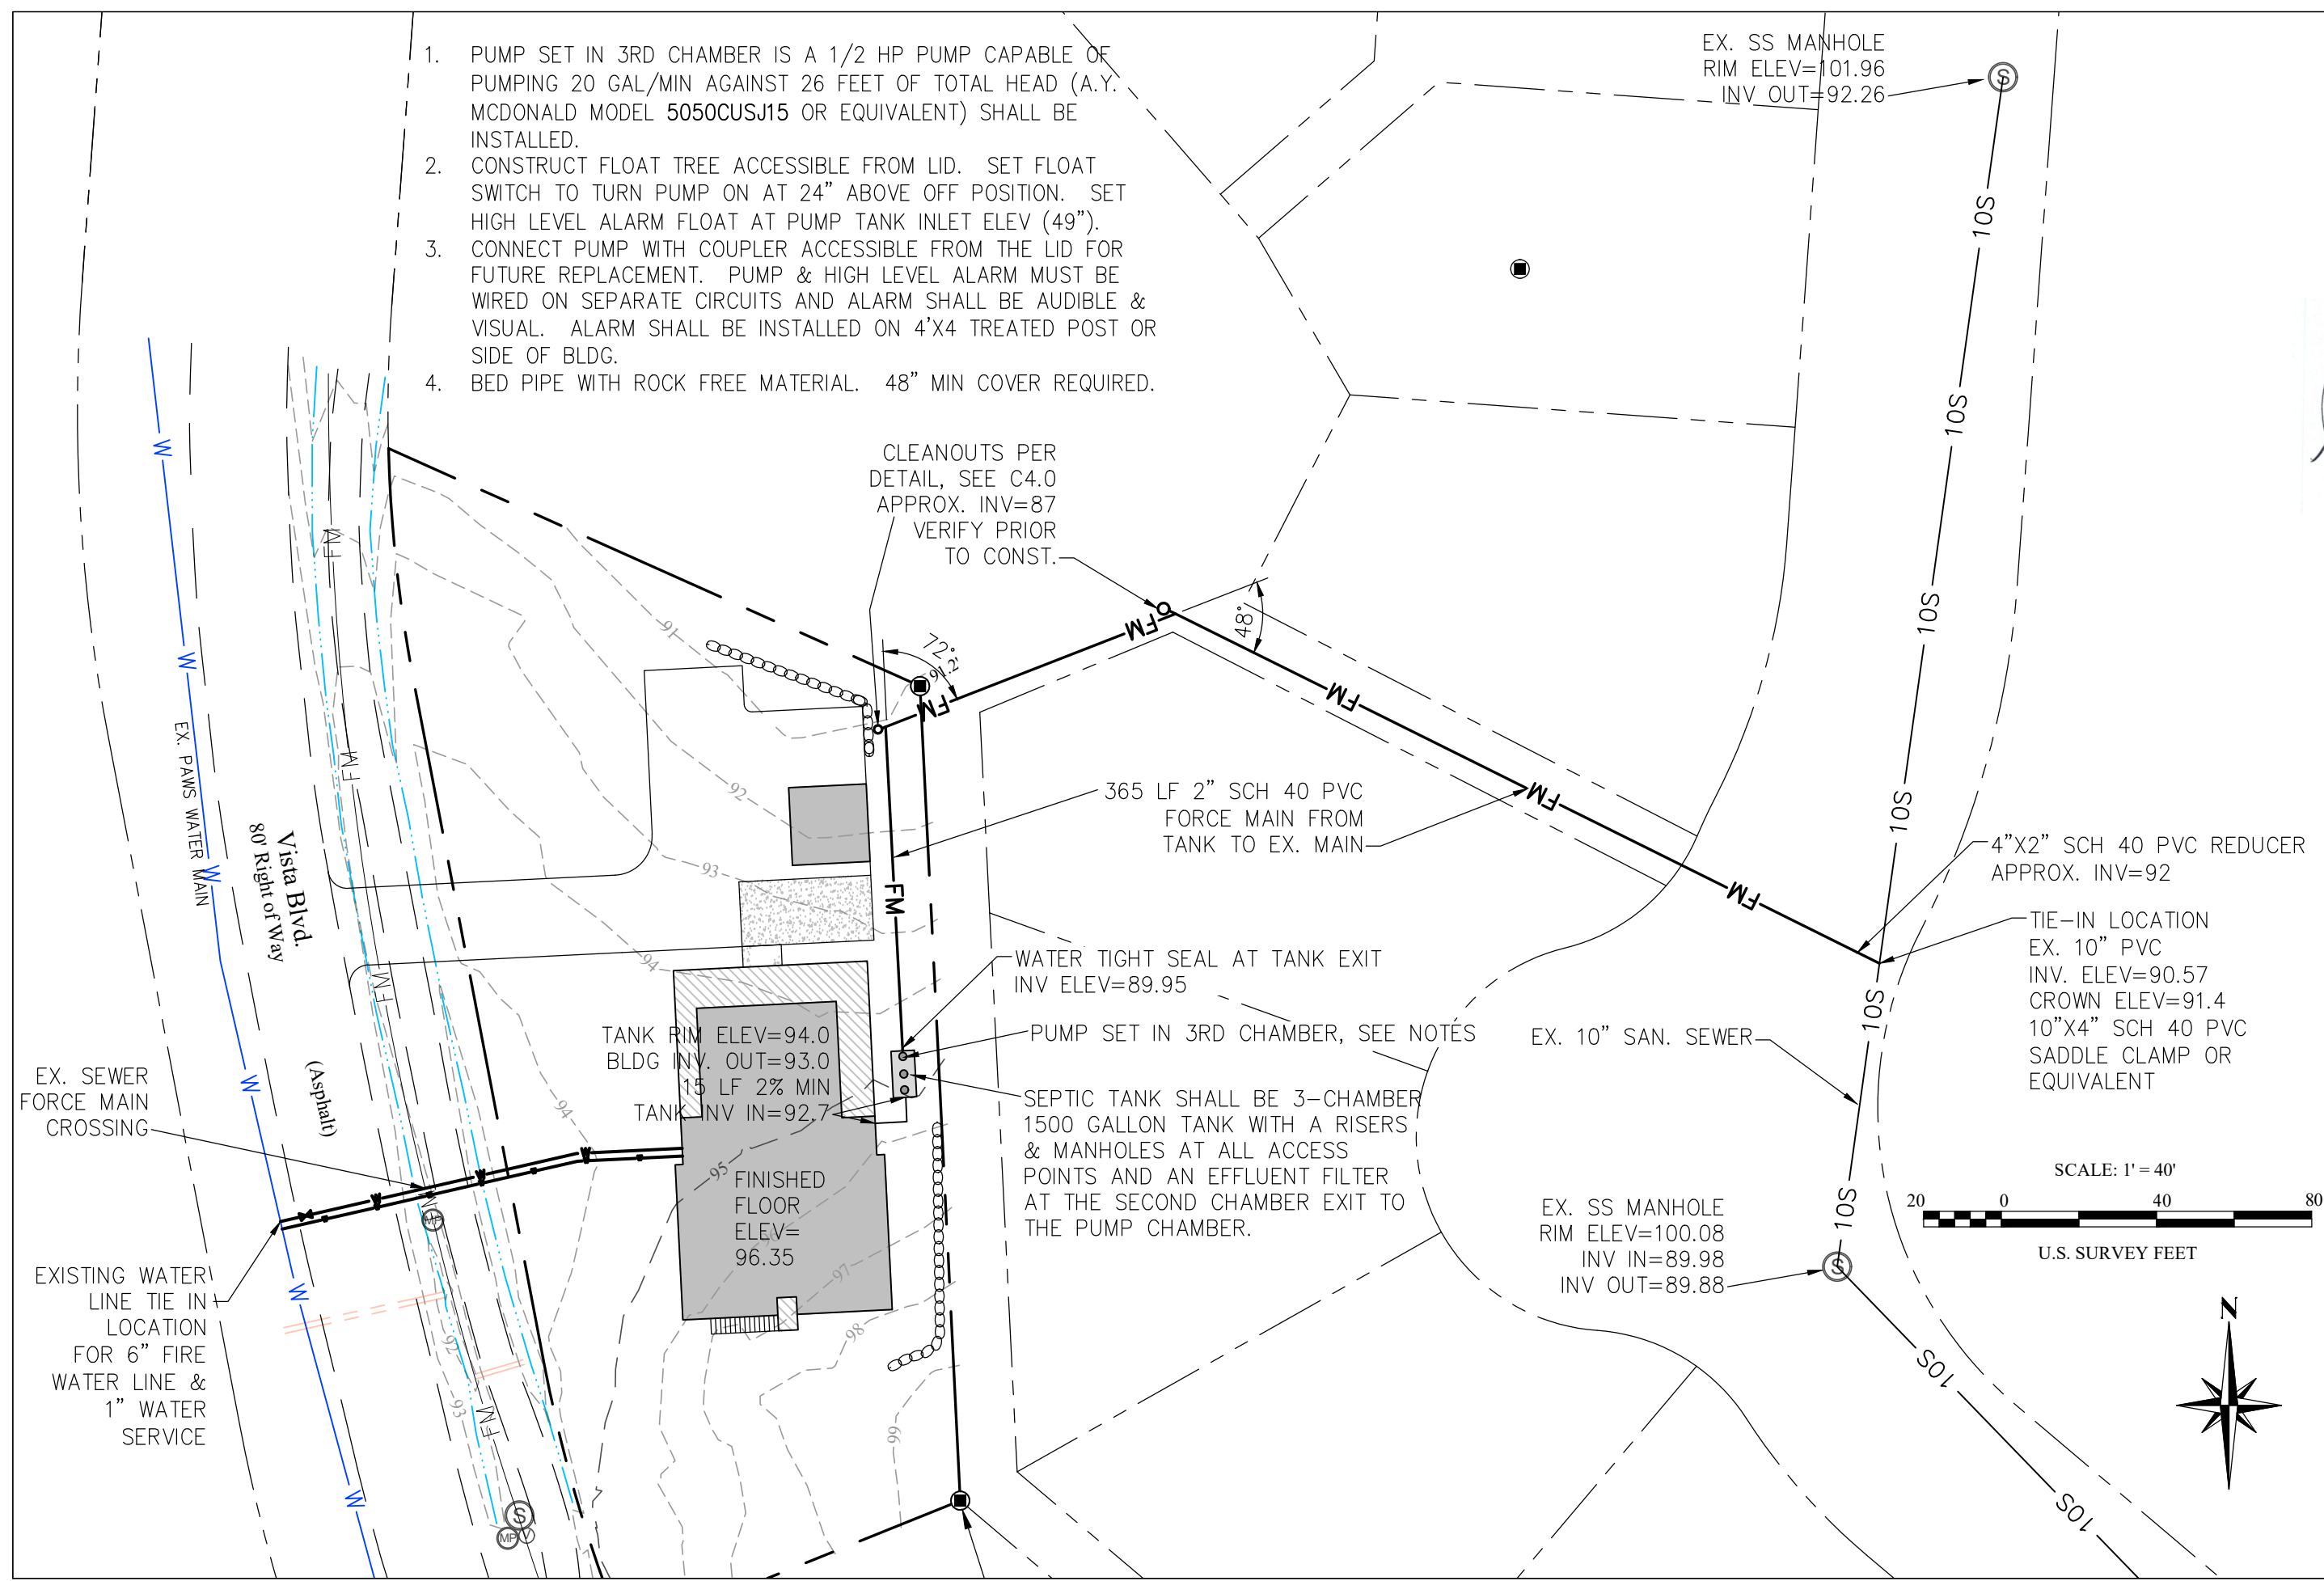 1. PUMP SET IN 3RD CHAMBER IS A 1/2 HP PUMP CAPABLE OF
PUMPING 20 GAL/MIN AGAINST 26 FEET OF TOTAL HEAD (A.Y.
MCDONALD MODEL 5050CUSJ15 OR EQUIVALENT) SHALL BE
INSTALLED.
2. CONSTRUCT FLOAT TREE ACCESSIBLE FROM LID. SET FLOAT
SWITCH TO TURN PUMP ON AT 24" ABOVE OFF POSITION. SET
HIGH LEVEL ALARM FLOAT AT PUMP TANK INLET ELEV (49").
3. CONNECT PUMP WITH COUPLER ACCESSIBLE FROM THE LID FOR
FUTURE REPLACEMENT. PUMP & HIGH LEVEL ALARM MUST BE
WIRED ON SEPARATE CIRCUITS AND ALARM SHALL BE AUDIBLE &
VISUAL. ALARM SHALL BE INSTALLED ON 4'X4 TREATED POST OR
SIDE OF BLDG.
4. BED PIPE WITH ROCK FREE MATERIAL. 48" MIN COVER REQUIRED.
EX. SS MANHOLE
RIM ELEV=101.96
INV OUT=92.26
S
10S
10S
10S
10S
10S
10S
10S
10S
CLEANOUTS PER
DETAIL, SEE C4.0
APPROX. INV=87
VERIFY PRIOR
TO CONST.
72°
91.2'
48°
FM
FM
FM
FM
FM
FM
365 LF 2" SCH 40 PVC
FORCE MAIN FROM
TANK TO EX. MAIN
4"X2" SCH 40 PVC REDUCER
APPROX. INV=92
TIE-IN LOCATION
EX. 10" PVC
INV. ELEV=90.57
CROWN ELEV=91.4
10"X4" SCH 40 PVC
SADDLE CLAMP OR
EQUIVALENT
WATER TIGHT SEAL AT TANK EXIT
INV ELEV=89.95
PUMP SET IN 3RD CHAMBER, SEE NOTES
EX. 10" SAN. SEWER
SEPTIC TANK SHALL BE 3-CHAMBER
1500 GALLON TANK WITH A RISERS
& MANHOLES AT ALL ACCESS
POINTS AND AN EFFLUENT FILTER
AT THE SECOND CHAMBER EXIT TO
THE PUMP CHAMBER.
TANK RIM ELEV=94.0
BLDG INV. OUT=93.0
15 LF 2% MIN
TANK INV IN=92.7
FINISHED
FLOOR
ELEV=
96.35
EX. SS MANHOLE
RIM ELEV=100.08
INV IN=89.98
INV OUT=89.88
S
SCALE: 1' = 40'
20 0 40 80
U.S. SURVEY FEET
N
EX. PAWS WATER MAIN
Vista Blvd.
80' Right of Way
(Asphalt)
EX. SEWER
FORCE MAIN
CROSSING
EXISTING WATER
LINE TIE IN
LOCATION
FOR 6" FIRE
WATER LINE &
1" WATER
SERVICE
W
W
W
W
W
W
W
W
W
W
FM
FM
FM
FM
91
92
93
94
94
95
96
97
98
99
92
93
MP
S
MP
V